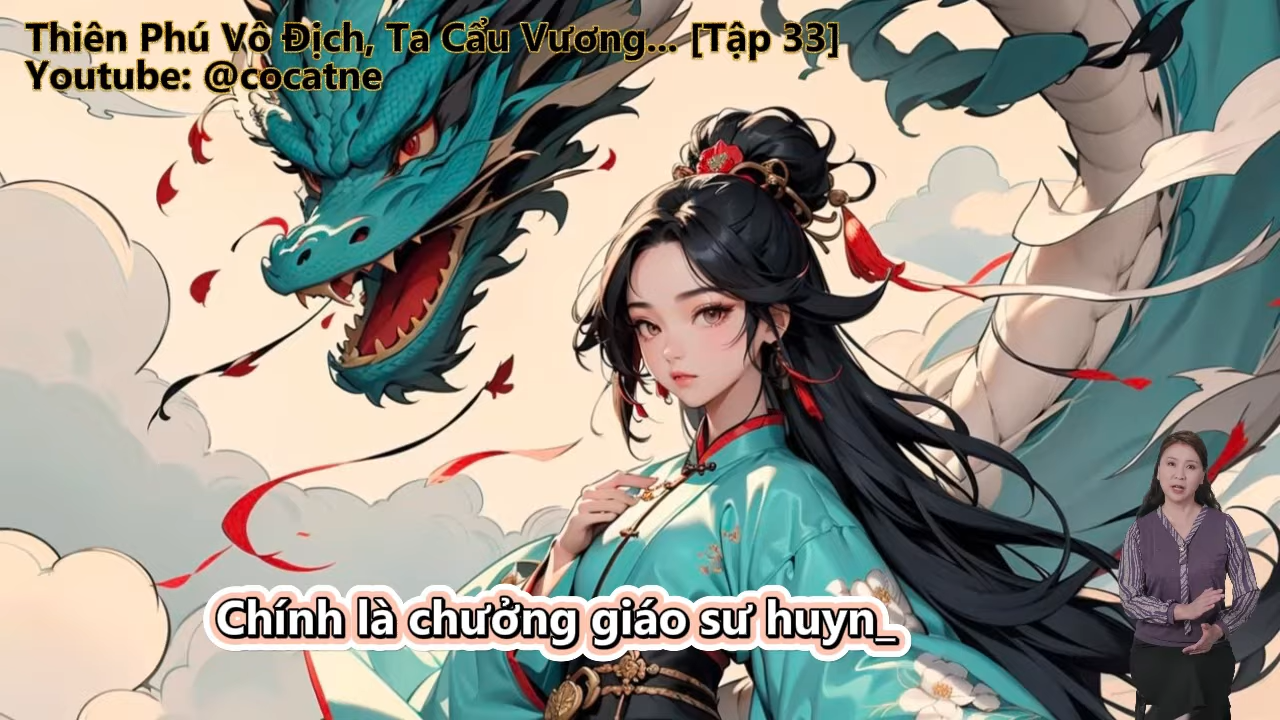 Thiên Phú Vô Địch, Ta Cẩu Vương... [Tập 33]
Youtube: @cocatne
Chính là chưởng giáo sư huyn_